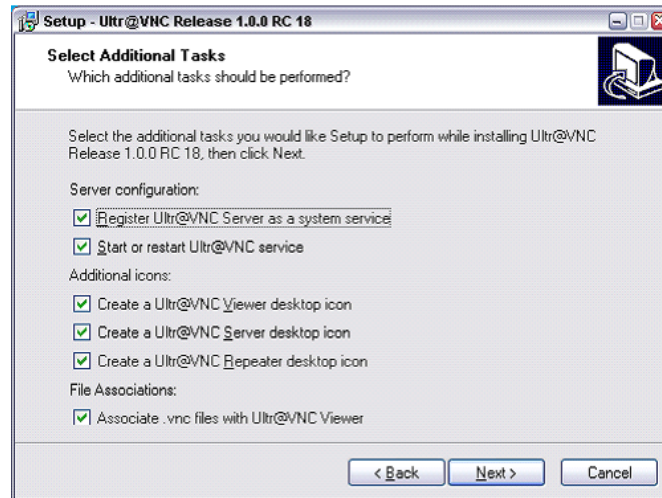 Setup - Ultr@VNC Release 1.0.0 RC 18
Select Additional Tasks
Which additional tasks should be performed?
Select the additional tasks you would like Setup to perform while installing Ultr@VNC
Release 1.0.0 RC 18, then click Next.
Server configuration:
Register Ultr@VNC Server as a system service
Start or restart Ultr@VNC service
Additional icons:
Create a Ultr@VNC Viewer desktop icon
Create a Ultr@VNC Server desktop icon
Create a Ultr@VNC Repeater desktop icon
File Associations:
Associate .vnc files with Ultr@VNC Viewer
< Back Next > Cancel